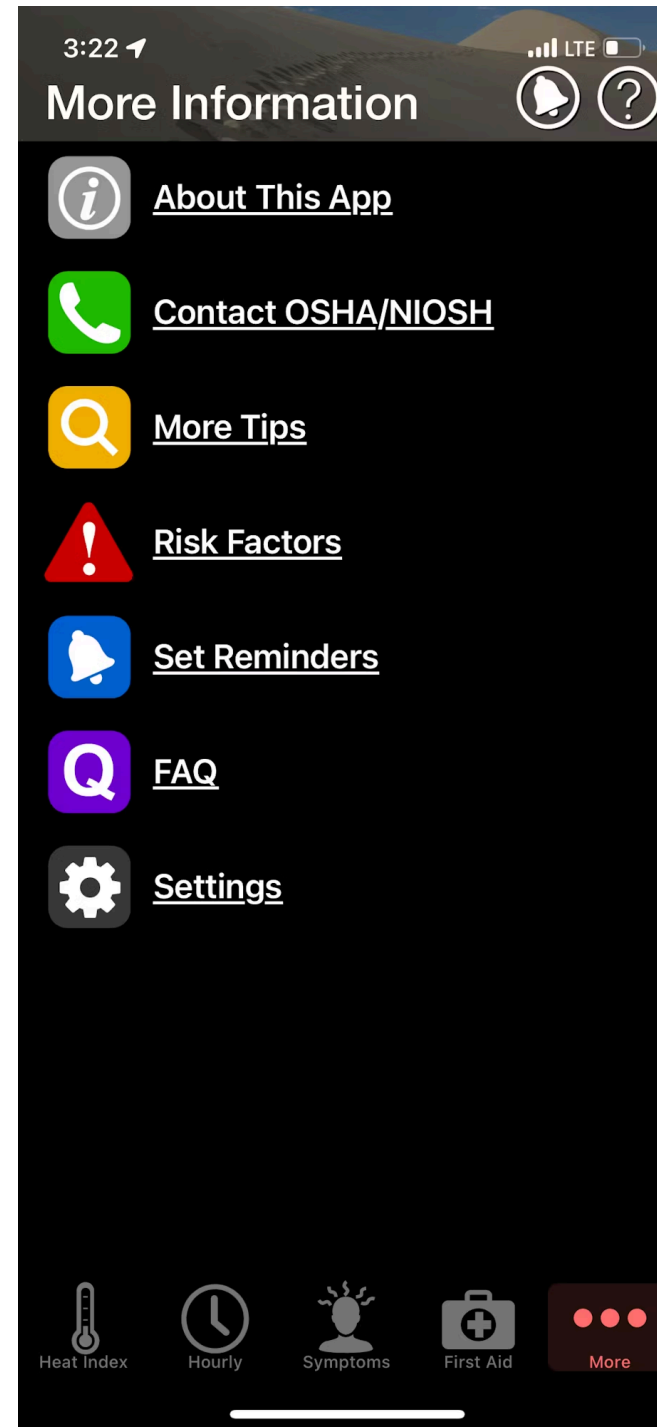 3:22
LTE
More Information
?
i
About This App
Contact OSHA/NIOSH
More Tips
!
Risk Factors
Set Reminders
Q
FAQ
Settings
Heat Index
Hourly
Symptoms
First Aid
More